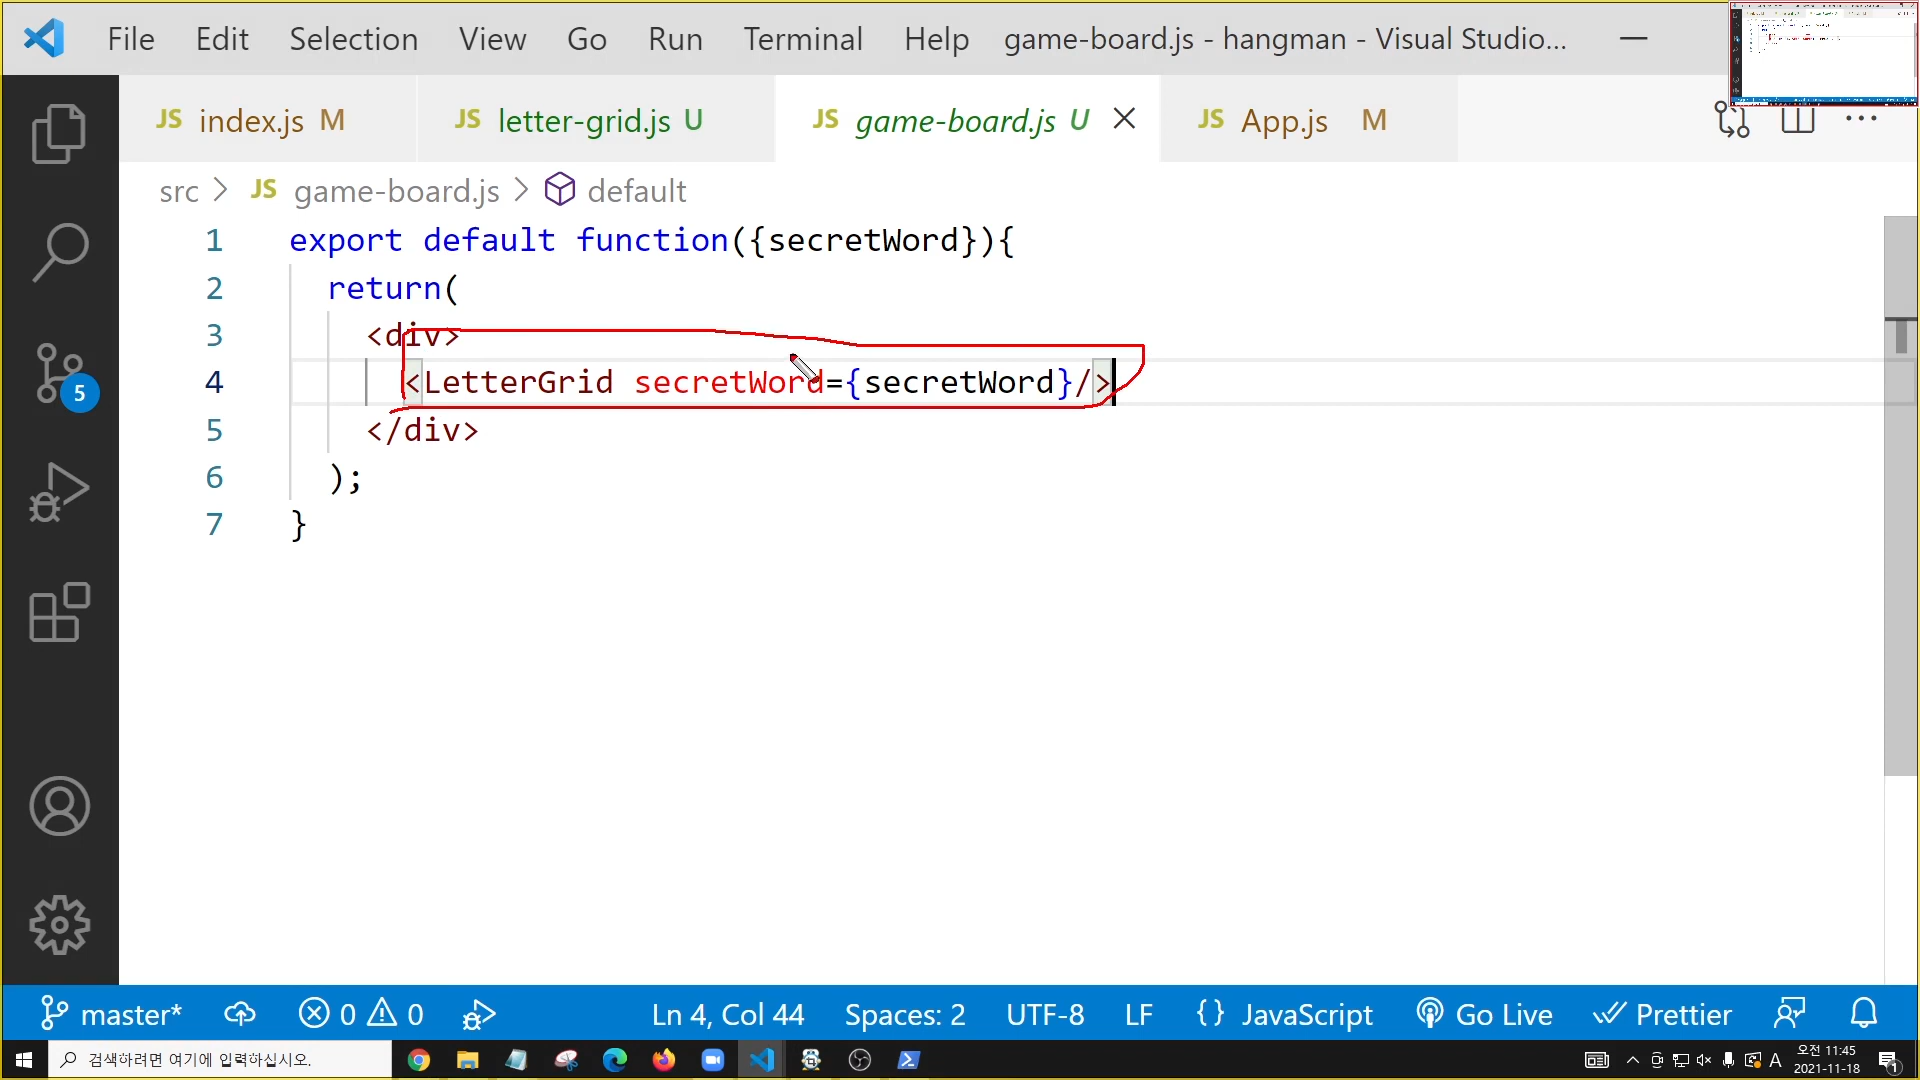 File Edit Selection View Go Run Terminal Help game-board.js - hangman - Visual Studio...
JS index.js M JS letter-grid.js U JS game-board.js U JS App.js M
src > JS game-board.js > default
1 export default function({secretWord}){
2 return(
3 <div>
4 <LetterGrid secretWord={secretWord}/>
5 </div>
6 );
7 }
5
master* 0 0 Ln 4, Col 44 Spaces: 2 UTF-8 LF {} JavaScript Go Live Prettier
검색하려면 여기에 입력하십시오. A 오전 11:45
2021-11-18 1